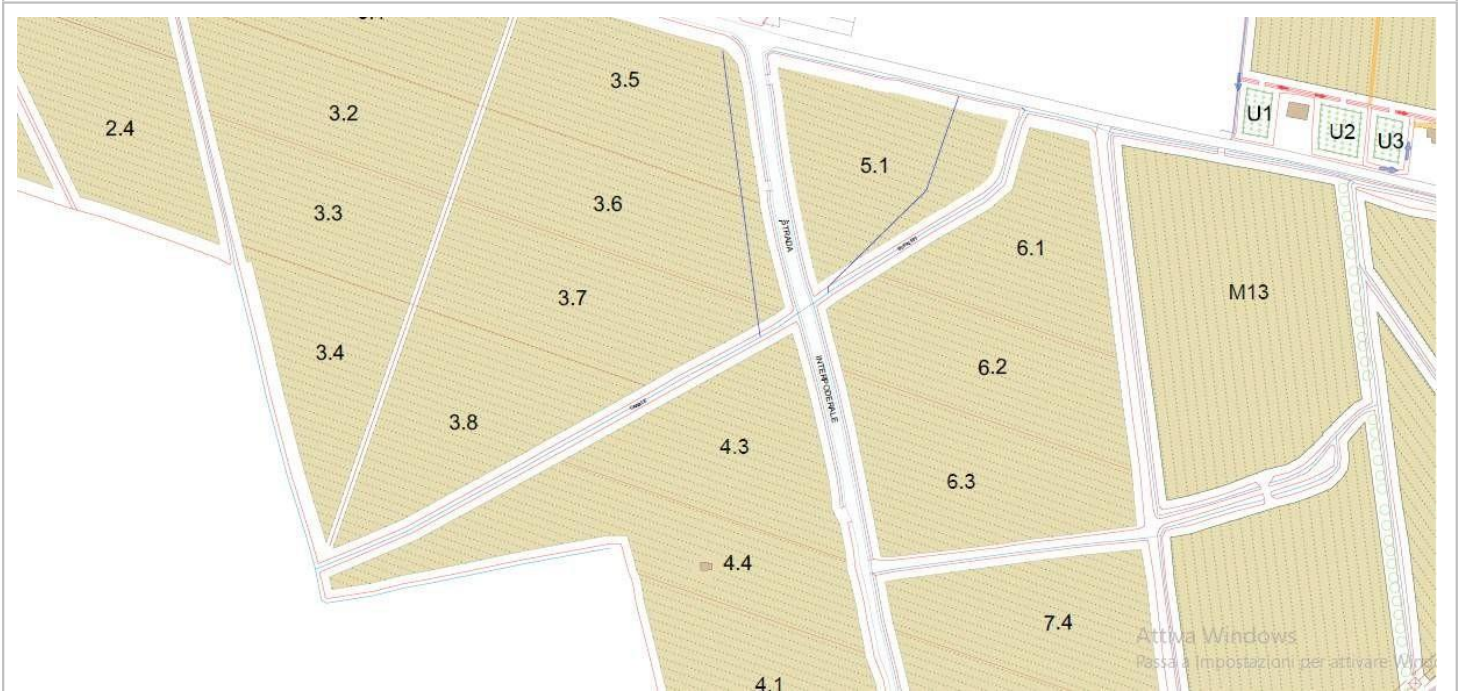 3.5
3.2
2.4
U1
U2
U3
5.1
3.3
3.6
STRADA
6.1
3.7
M13
3.4
6.2
INTERPODERALE
3.8
4.3
6.3
4.4
7.4
Attiva Windows
Passa a Impostazioni per attivare Windo
4.1